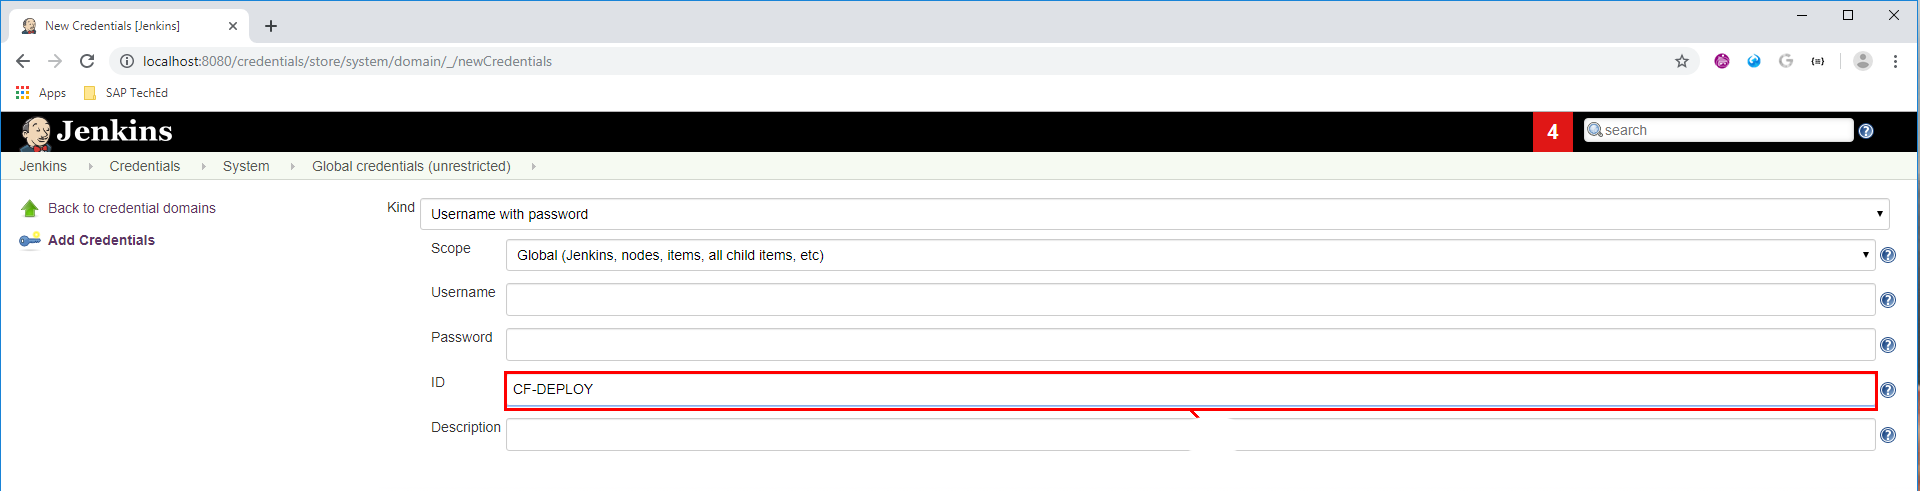 New Credentials [Jenkins]
localhost:8080/credentials/store/system/domain/_/newCredentials
Apps SAP TechEd
Jenkins 4 search
Jenkins Credentials System Global credentials (unrestricted)
Back to credential domains
Add Credentials
Kind Username with password
Scope Global (Jenkins, nodes, items, all child items, etc)
Username
Password
ID CF-DEPLOY
Description